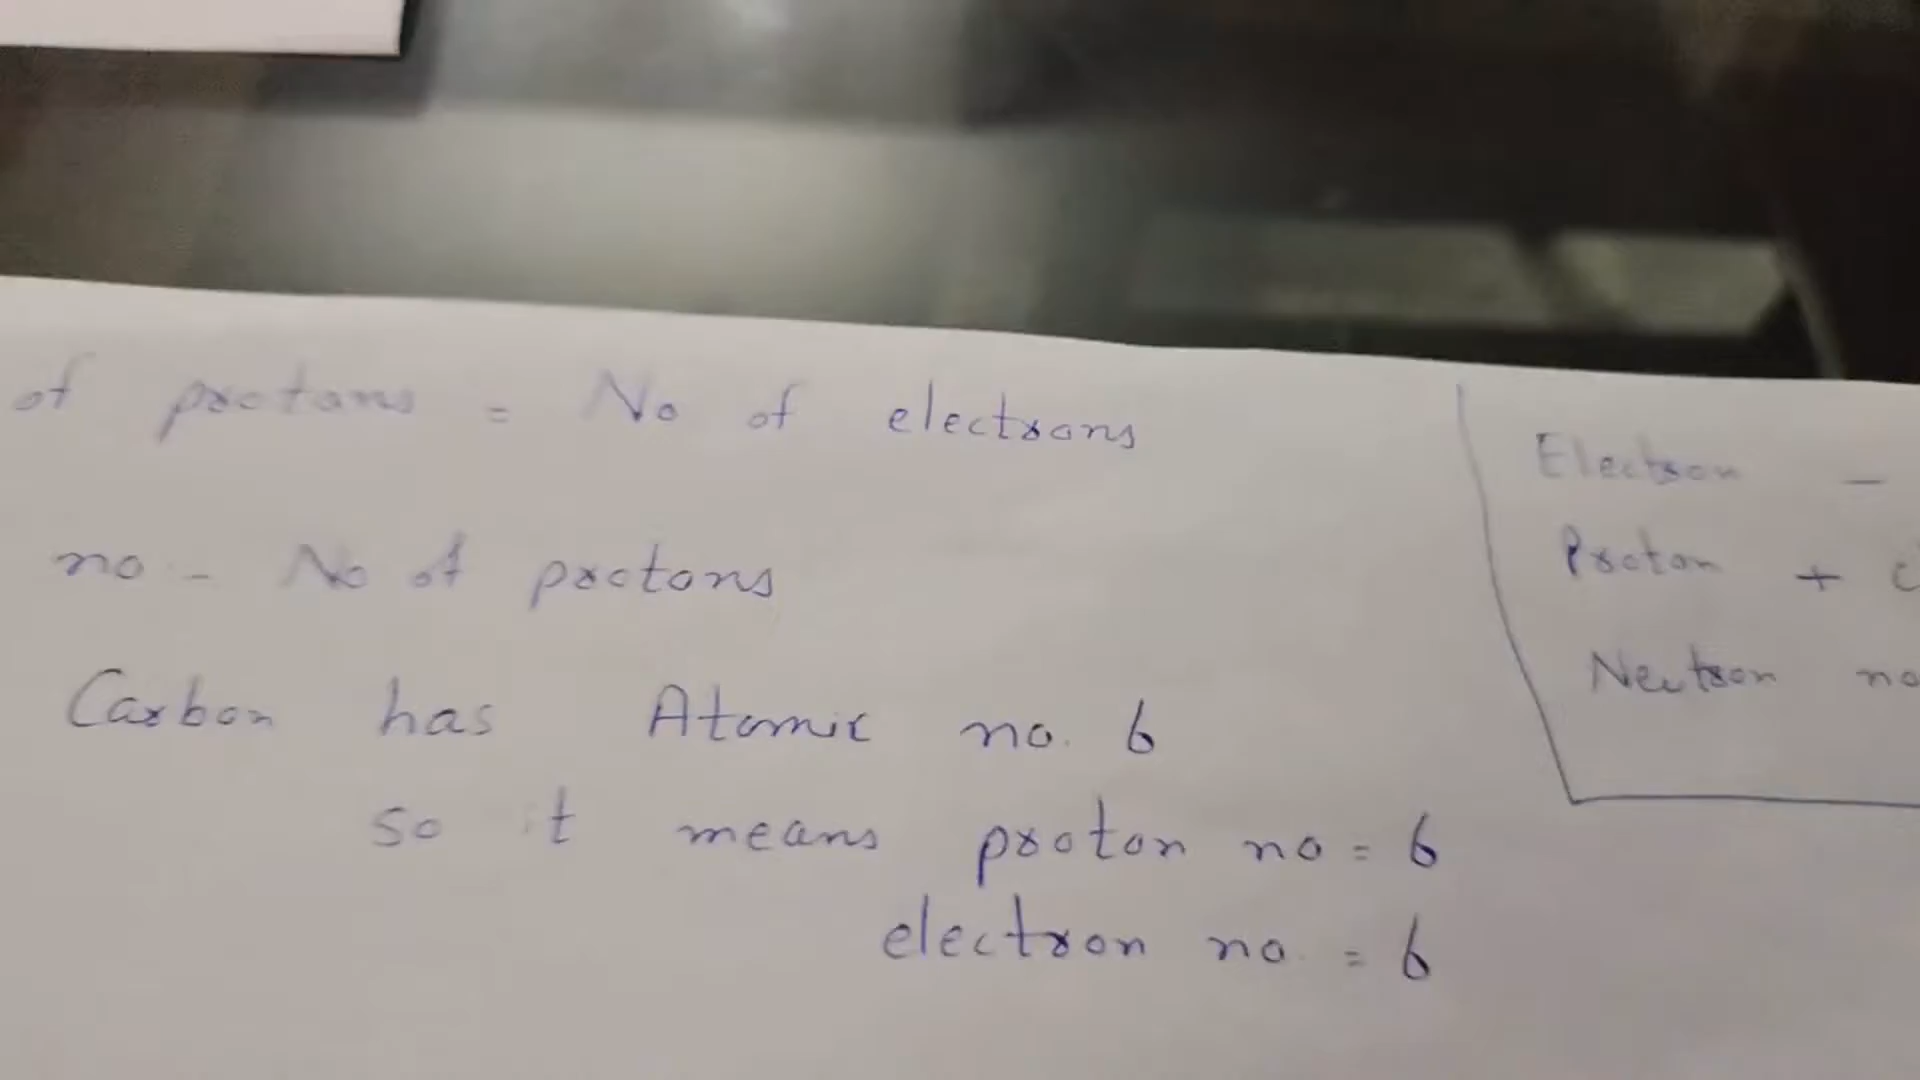 of protons = No of electrons
no - No of protons
Carbon has Atomic no. 6
so it means proton no = 6
electron no. = 6
Electron -
Proton +
Neutron no